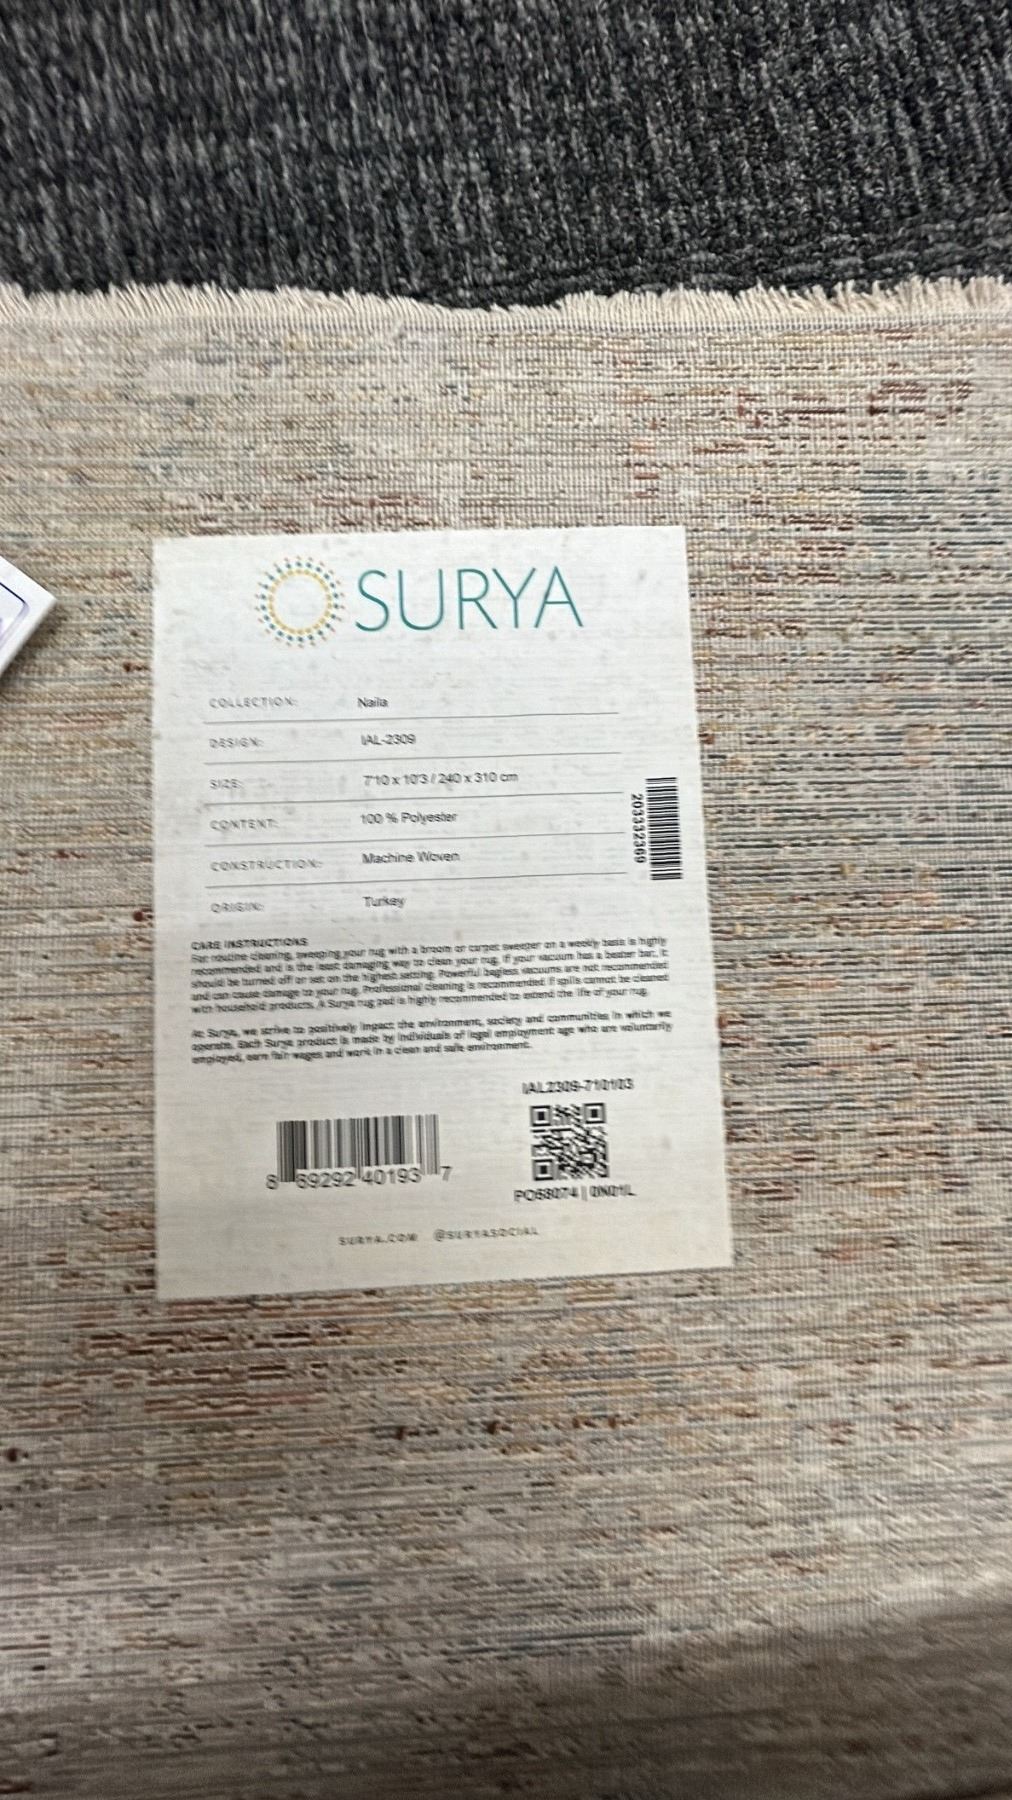 SURYA
COLLECTION: Naila
DESIGN: IAL-2309
SIZE: 7'10 x 10'3 / 240 x 310 cm
CONTENT: 100 % Polyester
CONSTRUCTION: Machine Woven
ORIGIN: Turkey
203332369
CARE INSTRUCTIONS
For routine cleaning, sweeping your rug with a broom or carpet sweeper on a weekly basis is highly
recommended and is the least damaging way to clean your rug. If your vacuum has a beater bar, it
should be turned off or set on the highest setting. Powerful bagless vacuums are not recommended
and can cause damage to your rug. Professional cleaning is recommended if spills cannot be cleaned
with household products. A Surya rug pad is highly recommended to extend the life of your rug.
At Surya, we strive to positively impact the environment, society and communities in which we
operate. Each Surya product is made by individuals of legal employment age who are voluntarily
employed, earn fair wages and work in a clean and safe environment.
IAL2309-710103
8 89292 40193 7
PO68074 | 0N01L
SURYA.COM @SURYASOCIAL